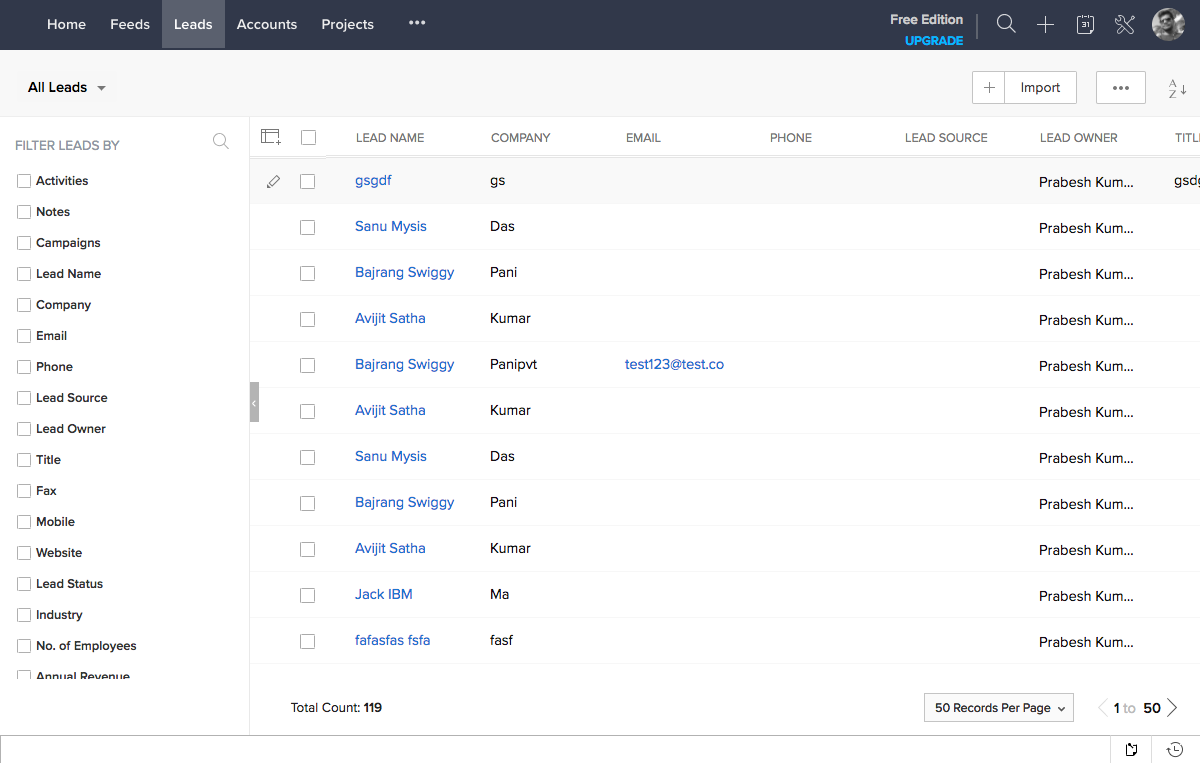 Home Feeds Leads Accounts Projects ••• Free Edition
UPGRADE
31
All Leads
+ Import ••• A
Z
FILTER LEADS BY
Activities
Notes
Campaigns
Lead Name
Company
Email
Phone
Lead Source
Lead Owner
Title
Fax
Mobile
Website
Lead Status
Industry
No. of Employees
Annual Revenue
LEAD NAME COMPANY EMAIL PHONE LEAD SOURCE LEAD OWNER TITL
gsgdf gs Prabesh Kum... gsdg
Sanu Mysis Das Prabesh Kum...
Bajrang Swiggy Pani Prabesh Kum...
Avijit Satha Kumar Prabesh Kum...
Bajrang Swiggy Panipvt test123@test.co Prabesh Kum...
Avijit Satha Kumar Prabesh Kum...
Sanu Mysis Das Prabesh Kum...
Bajrang Swiggy Pani Prabesh Kum...
Avijit Satha Kumar Prabesh Kum...
Jack IBM Ma Prabesh Kum...
fafasfas fsfa fasf Prabesh Kum...
Total Count: 119 50 Records Per Page 1 to 50